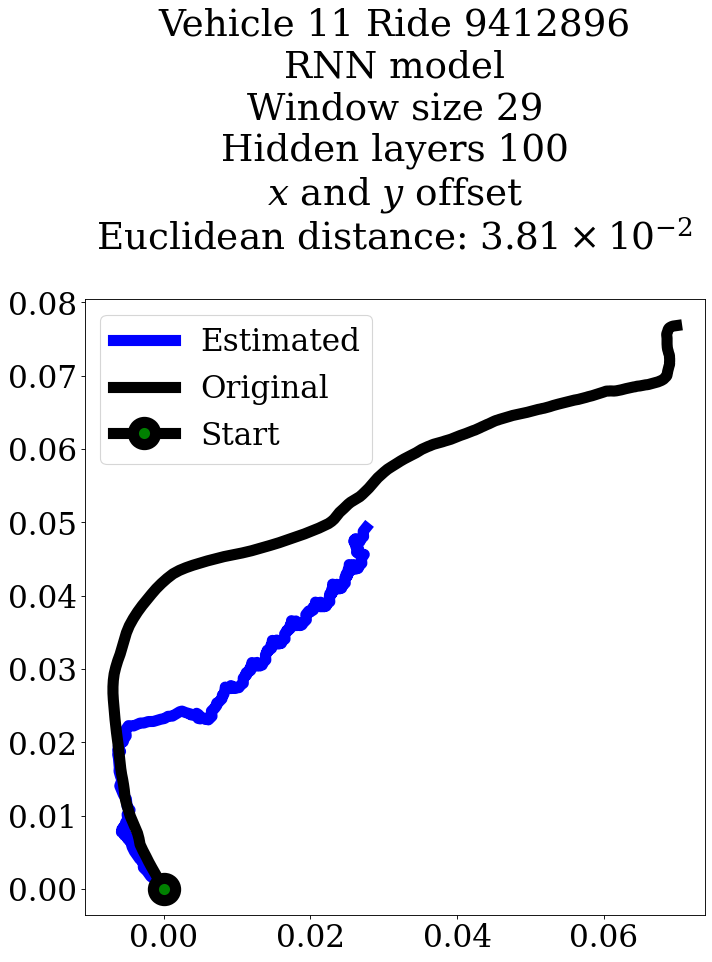 Vehicle 11 Ride 9412896
RNN model
Window size 29
Hidden layers 100
x and y offset
Euclidean distance: 3.81 × 10⁻²
0.08
0.07
0.06
0.05
0.04
0.03
0.02
0.01
0.00
Estimated
Original
Start
0.00 0.02 0.04 0.06